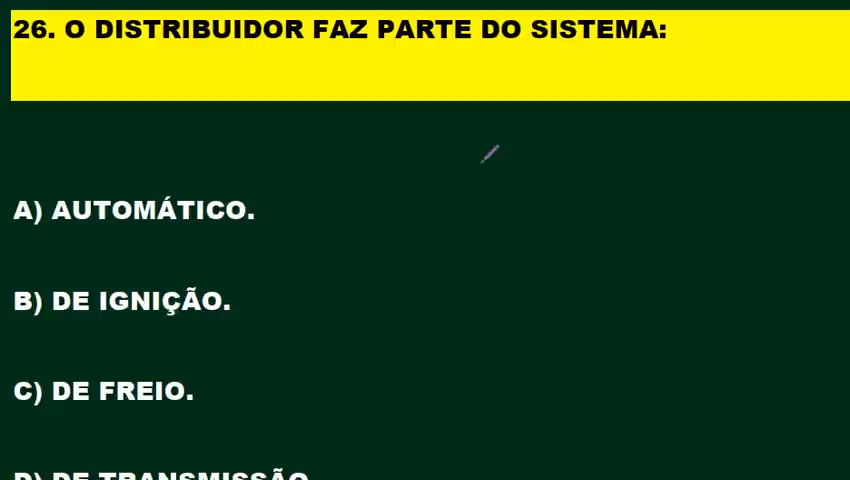 26. O DISTRIBUIDOR FAZ PARTE DO SISTEMA:
A) AUTOMÁTICO.
B) DE IGNIÇÃO.
C) DE FREIO.
D) DE TRANSMISSÃO